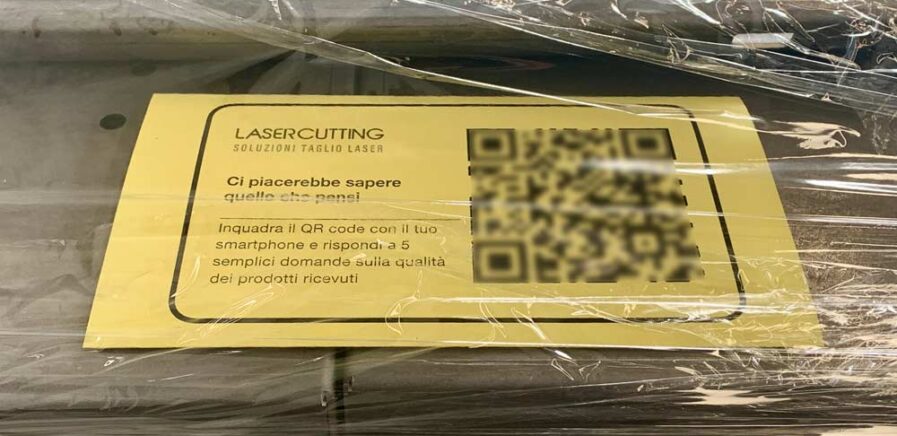 LASERCUTTING
SOLUZIONI TAGLIO LASER
Ci piacerebbe sapere
quello che pensi
Inquadra il QR code con il tuo
smartphone e rispondi a 5
semplici domande sulla qualità
dei prodotti ricevuti